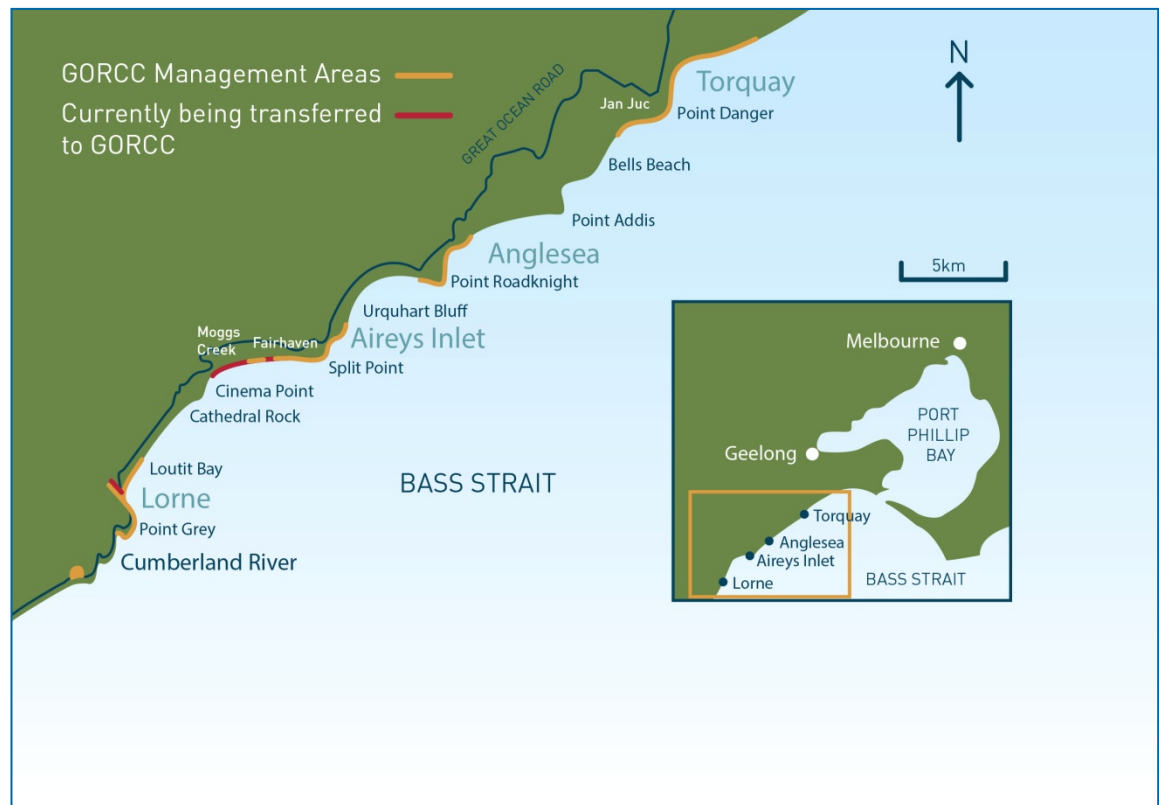 GORCC Management Areas
Currently being transferred
to GORCC
GREAT OCEAN ROAD
N
Torquay
Jan Juc
Point Danger
Bells Beach
Point Addis
Anglesea
Point Roadknight
5km
Urquhart Bluff
Moggs
Creek
Fairhaven
Aireys Inlet
Split Point
Cinema Point
Cathedral Rock
Loutit Bay
BASS STRAIT
Lorne
Point Grey
Cumberland River
Melbourne
PORT
PHILLIP
BAY
Geelong
Torquay
Anglesea
Aireys Inlet
Lorne
BASS STRAIT